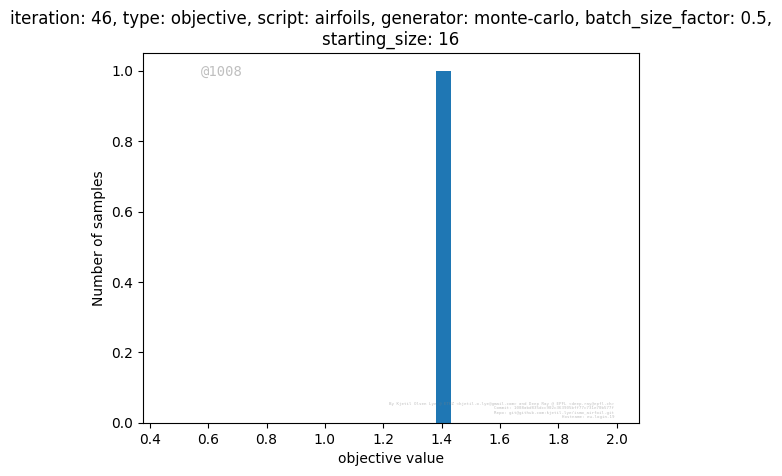 iteration: 46, type: objective, script: airfoils, generator: monte-carlo, batch_size_factor: 0.5,
starting_size: 16
@1008
1.0
0.8
0.6
0.4
0.2
0.0
Number of samples
0.4 0.6 0.8 1.0 1.2 1.4 1.6 1.8 2.0
objective value